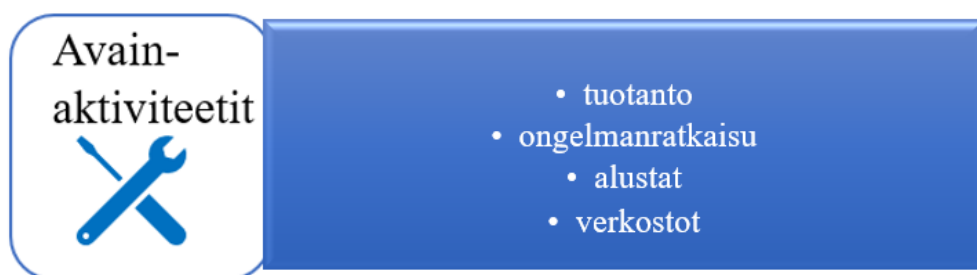 Avain-
aktiviteetit
• tuotanto
• ongelmanratkaisu
• alustat
• verkostot